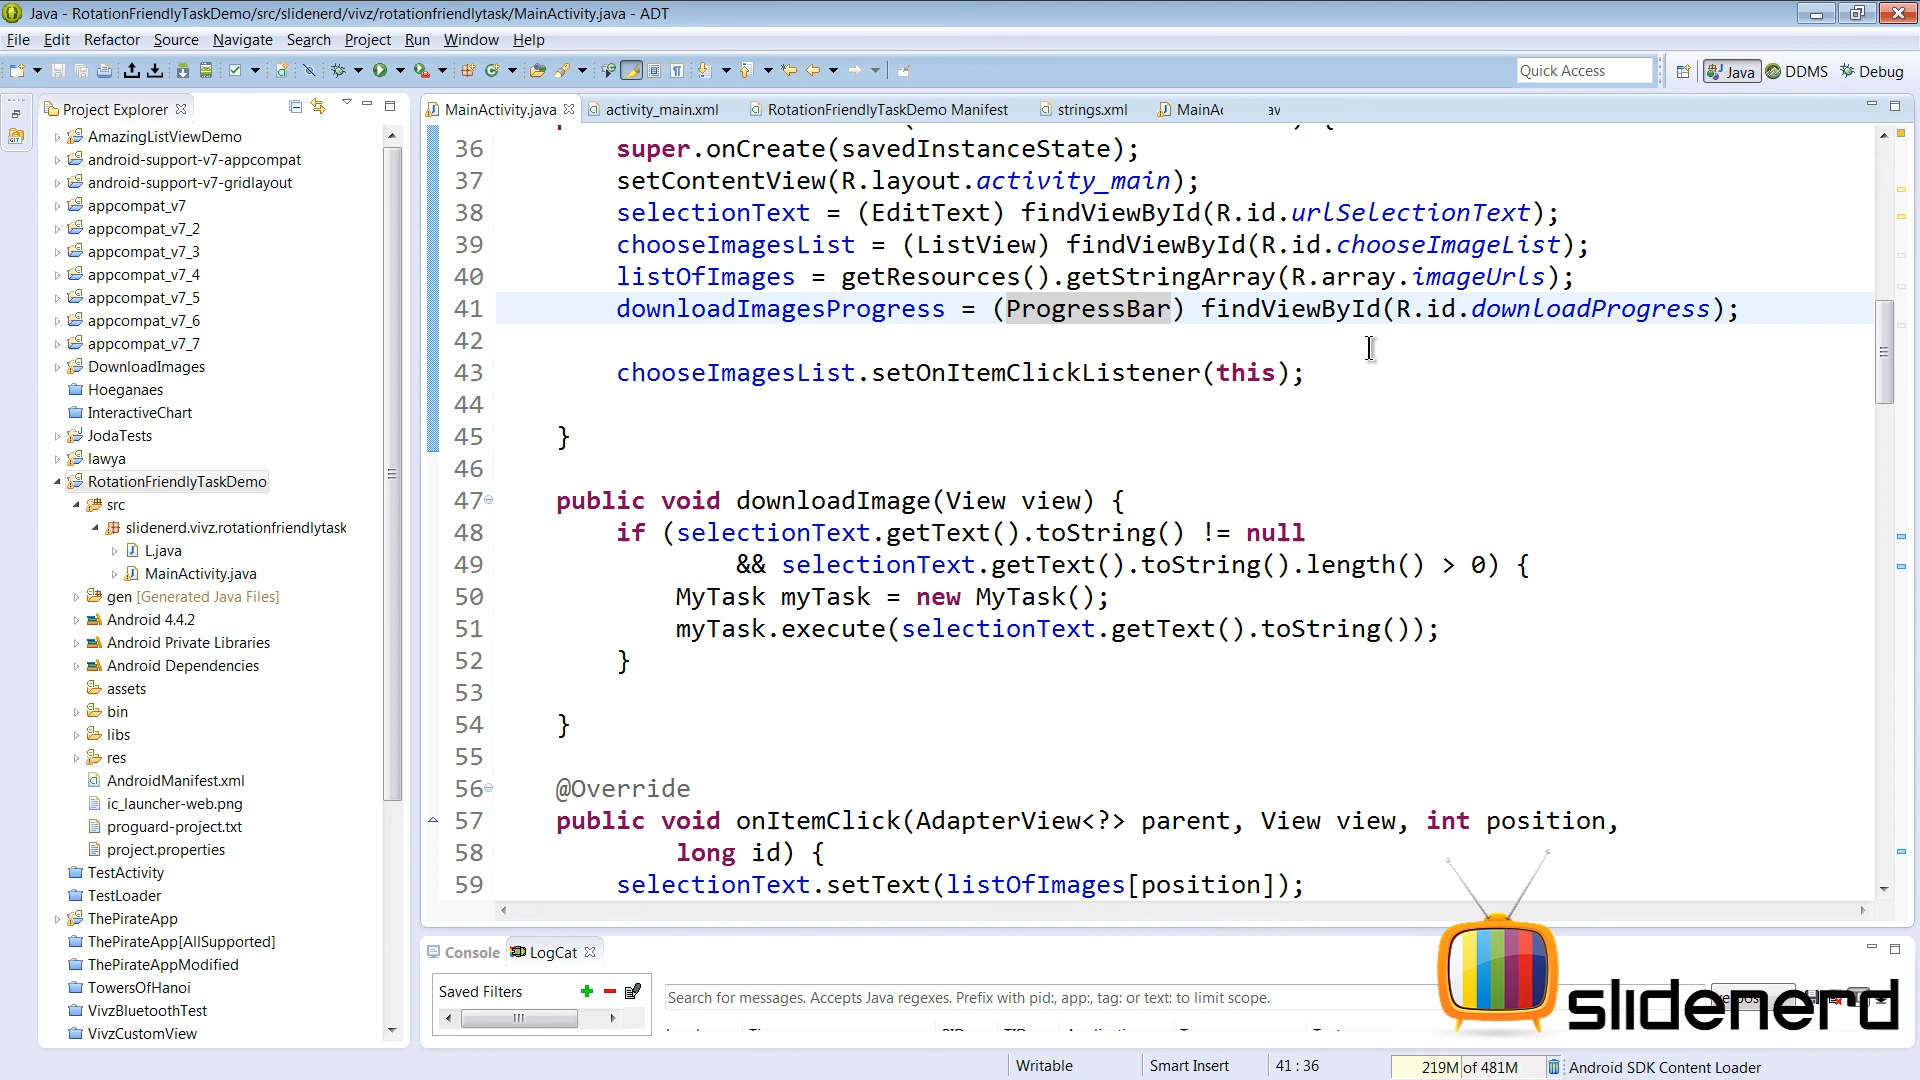 Java - RotationFriendlyTaskDemo/src/slidenerd/vivz/rotationfriendlytask/MainActivity.java - ADT
File Edit Refactor Source Navigate Search Project Run Window Help
Quick Access
Java
DDMS
Debug
Project Explorer
AmazingListViewDemo
android-support-v7-appcompat
android-support-v7-gridlayout
appcompat_v7
appcompat_v7_2
appcompat_v7_3
appcompat_v7_4
appcompat_v7_5
appcompat_v7_6
appcompat_v7_7
DownloadImages
Hoeganaes
InteractiveChart
JodaTests
lawya
RotationFriendlyTaskDemo
src
slidenerd.vivz.rotationfriendlytask
L.java
MainActivity.java
gen [Generated Java Files]
Android 4.4.2
Android Private Libraries
Android Dependencies
assets
bin
libs
res
AndroidManifest.xml
ic_launcher-web.png
proguard-project.txt
project.properties
TestActivity
TestLoader
ThePirateApp
ThePirateApp[AllSupported]
ThePirateAppModified
TowersOfHanoi
VivzBluetoothTest
VivzCustomView
MainActivity.java activity_main.xml RotationFriendlyTaskDemo Manifest strings.xml MainAc av
36 super.onCreate(savedInstanceState);
37 setContentView(R.layout.activity_main);
38 selectionText = (EditText) findViewById(R.id.urlSelectionText);
39 chooseImagesList = (ListView) findViewById(R.id.chooseImageList);
40 listOfImages = getResources().getStringArray(R.array.imageUrls);
41 downloadImagesProgress = (ProgressBar) findViewById(R.id.downloadProgress);
42
43 chooseImagesList.setOnItemClickListener(this);
44
45 }
46
47 public void downloadImage(View view) {
48 if (selectionText.getText().toString() != null
49 && selectionText.getText().toString().length() > 0) {
50 MyTask myTask = new MyTask();
51 myTask.execute(selectionText.getText().toString());
52 }
53
54 }
55
56 @Override
57 public void onItemClick(AdapterView<?> parent, View view, int position,
58 long id) {
59 selectionText.setText(listOfImages[position]);
Console LogCat
Saved Filters
Search for messages. Accepts Java regexes. Prefix with pid:, app:, tag: or text: to limit scope.
slidenerd
Writable Smart Insert 41 : 36 219M of 481M Android SDK Content Loader